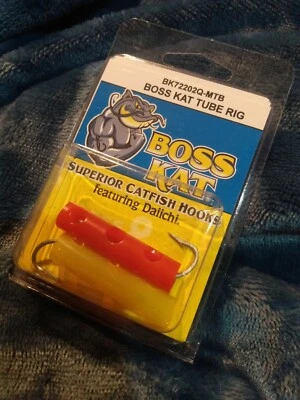 BK72202Q-MTB
BOSS KAT TUBE RIG
BOSS
KAT
SUPERIOR CATFISH HOOKS
featuring Daiichi.